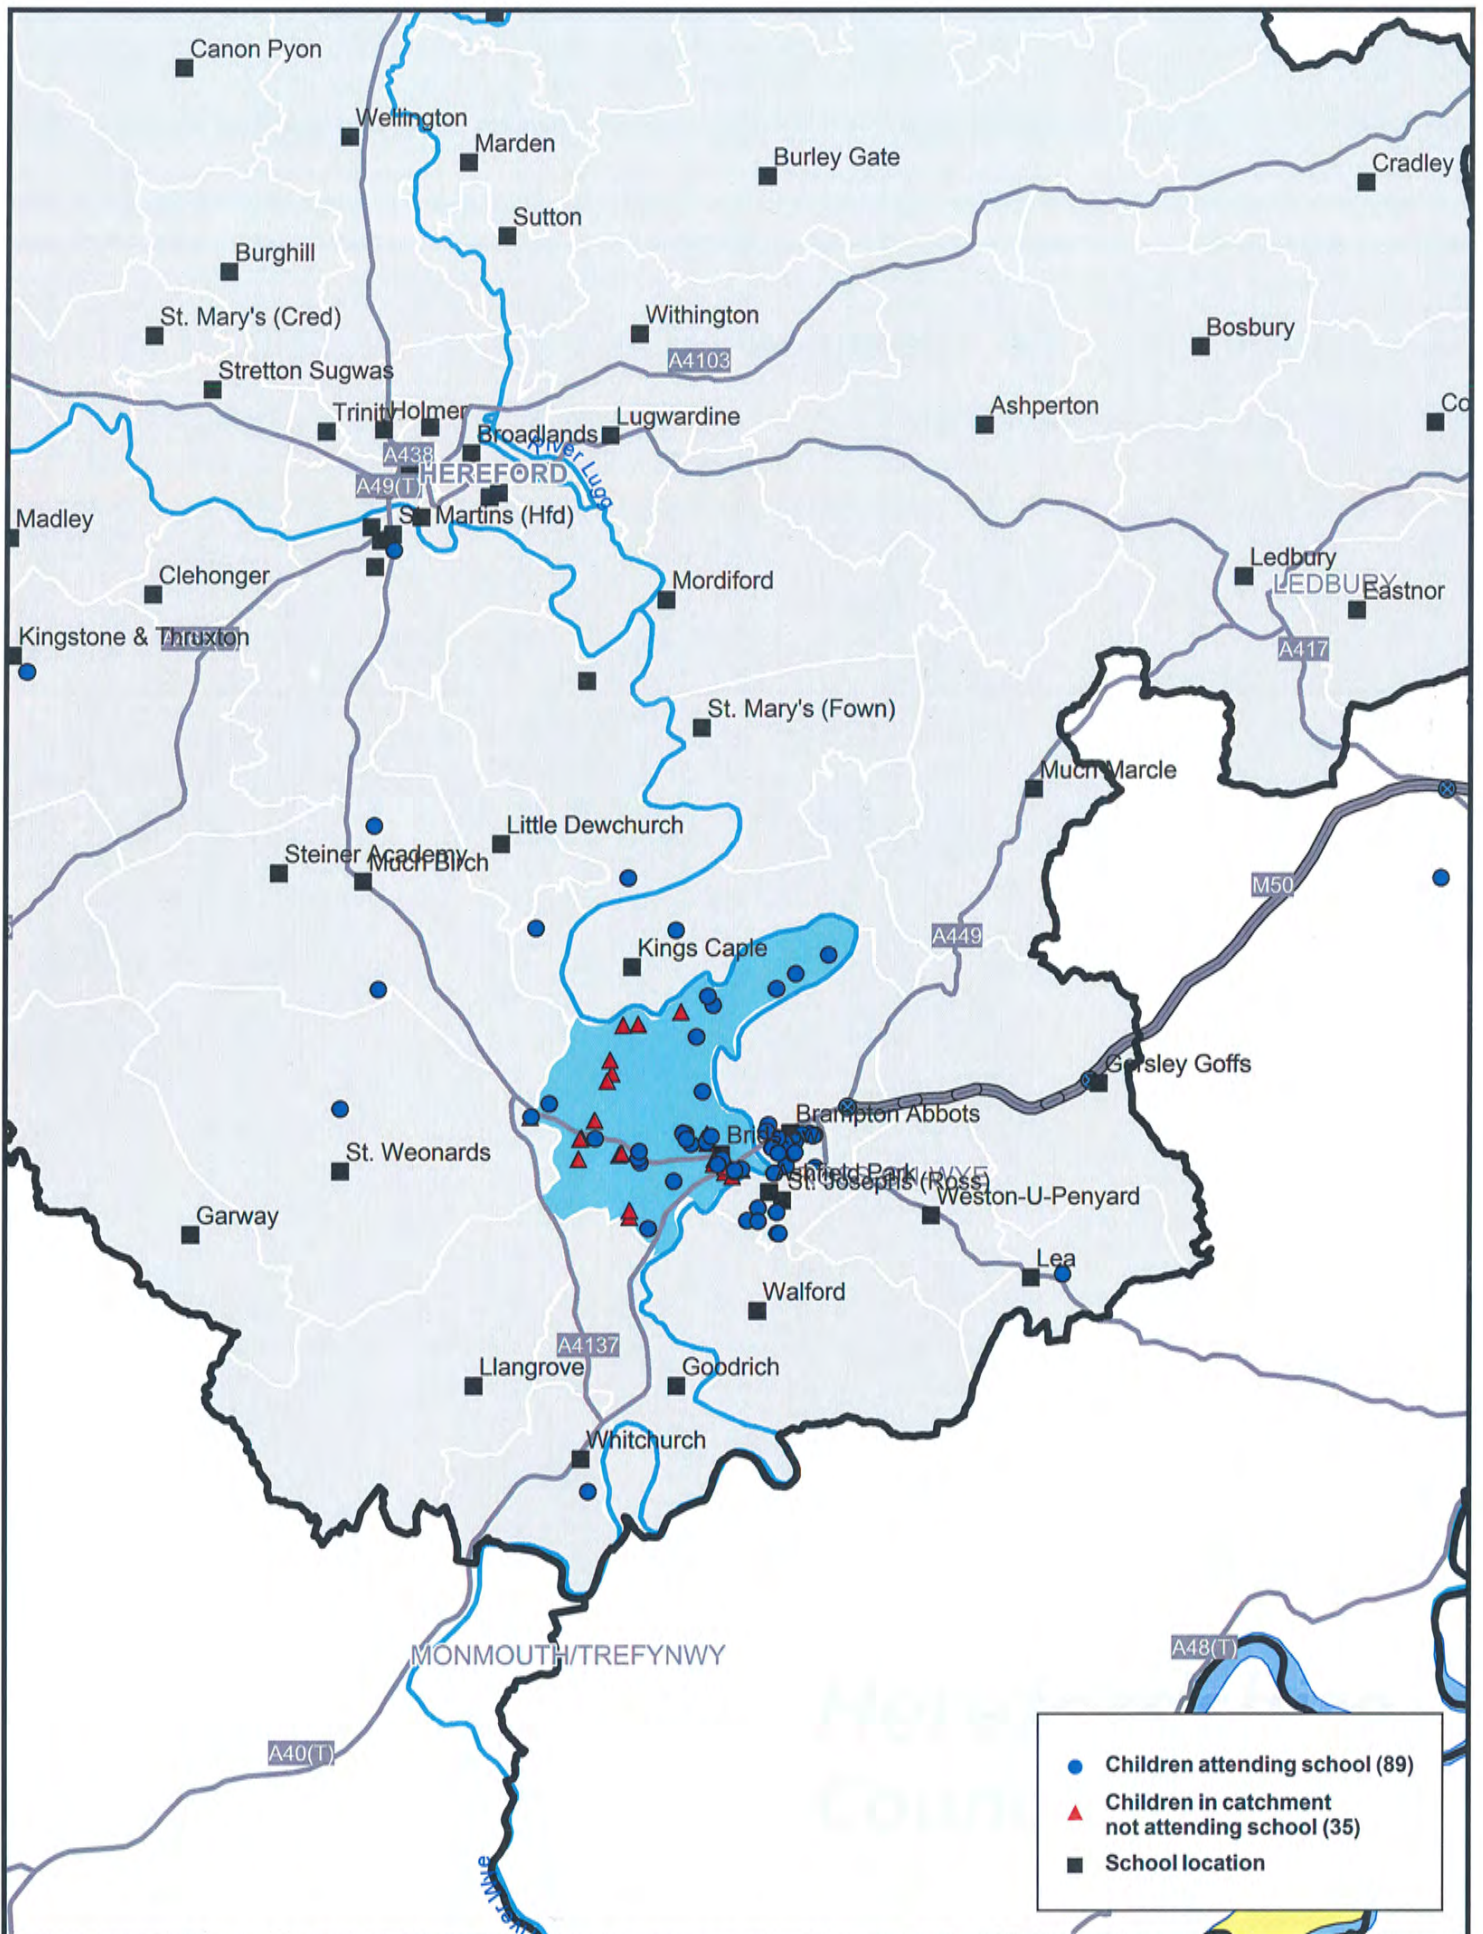 Canon Pyon
Wellington
Marden
Burley Gate
Cradley
Sutton
Burghill
St. Mary's (Cred)
Withington
Bosbury
A4103
Stretton Sugwas
Trinity
Holmer
Lugwardine
Ashperton
Co
Broadlands
A438
River Lugg
HEREFORD
A49(T)
St. Martins (Hfd)
Madley
Ledbury
LEDBURY
Eastnor
Clehonger
Mordiford
Kingstone & Thruxton
A417
St. Mary's (Fown)
Much Marcle
Little Dewchurch
Steiner Academy
Much Birch
M50
A449
Kings Caple
Gorsley Goffs
Brampton Abbots
Bridstow
St. Weonards
Ashfield Park
St. Josephs (Ross)
Weston-U-Penyard
Garway
Lea
Walford
A4137
Llangrove
Goodrich
Whitchurch
MONMOUTH/TREFYNWY
A48(T)
A40(T)
Children attending school (89)
Children in catchment
not attending school (35)
School location